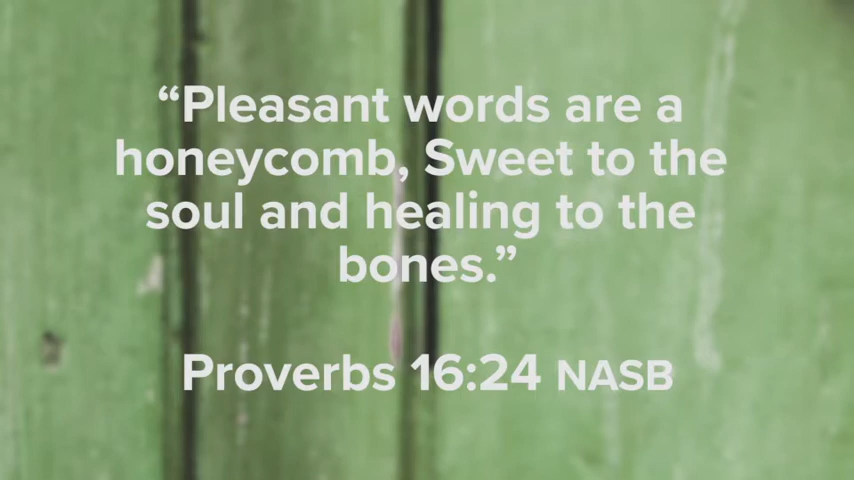 “Pleasant words are a
honeycomb, Sweet to the
soul and healing to the
bones.”
Proverbs 16:24 NASB